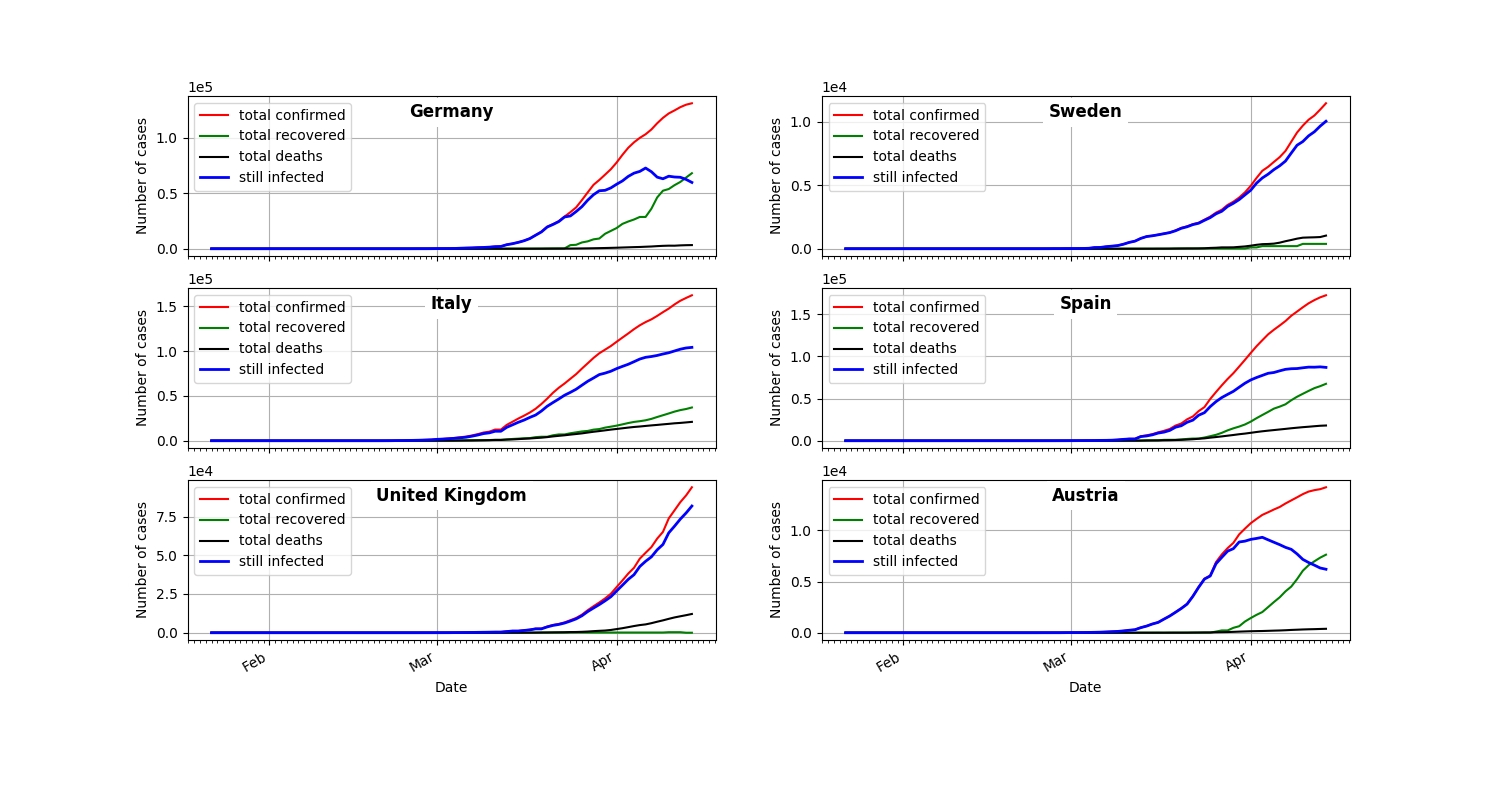 1e5
Germany
total confirmed
total recovered
total deaths
still infected
Number of cases
1.0
0.5
0.0
1e4
Sweden
total confirmed
total recovered
total deaths
still infected
Number of cases
1.0
0.5
0.0
1e5
Italy
total confirmed
total recovered
total deaths
still infected
Number of cases
1.5
1.0
0.5
0.0
1e5
Spain
total confirmed
total recovered
total deaths
still infected
Number of cases
1.5
1.0
0.5
0.0
1e4
United Kingdom
total confirmed
total recovered
total deaths
still infected
Number of cases
7.5
5.0
2.5
0.0
Feb
Mar
Apr
Date
1e4
Austria
total confirmed
total recovered
total deaths
still infected
Number of cases
1.0
0.5
0.0
Feb
Mar
Apr
Date